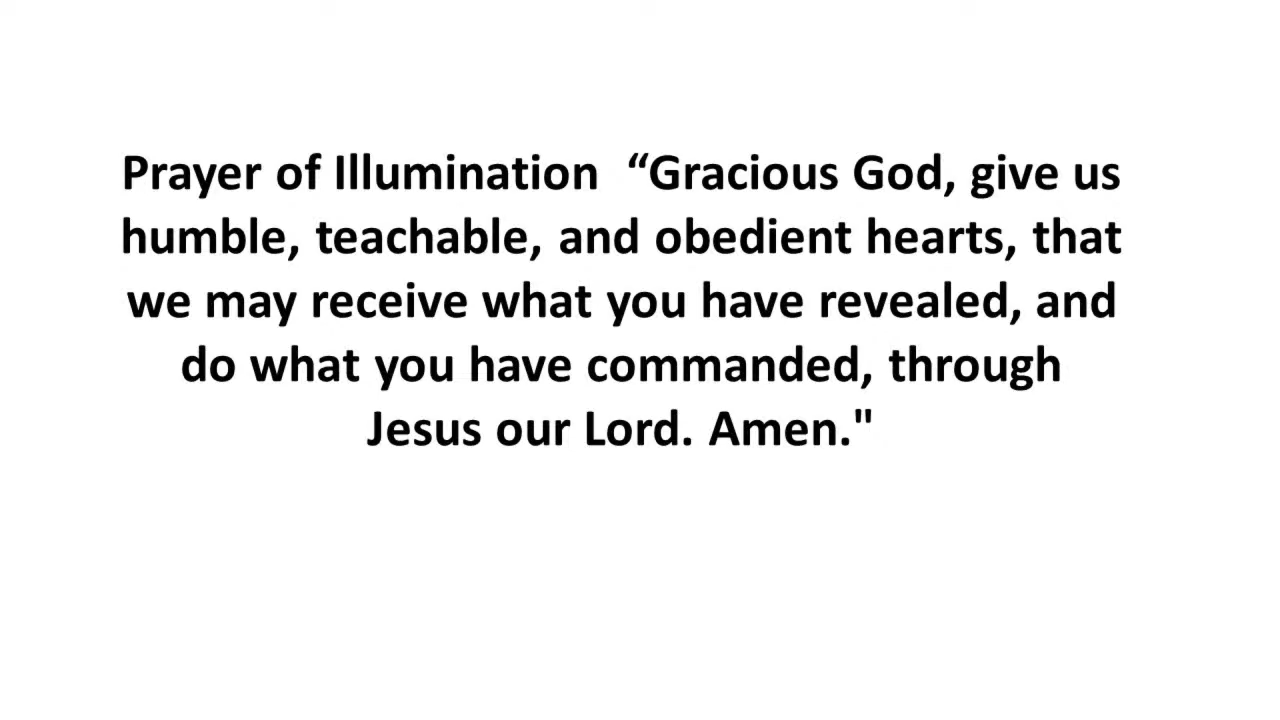 Prayer of Illumination  “Gracious God, give us
humble, teachable, and obedient hearts, that
we may receive what you have revealed, and
do what you have commanded, through
Jesus our Lord. Amen."